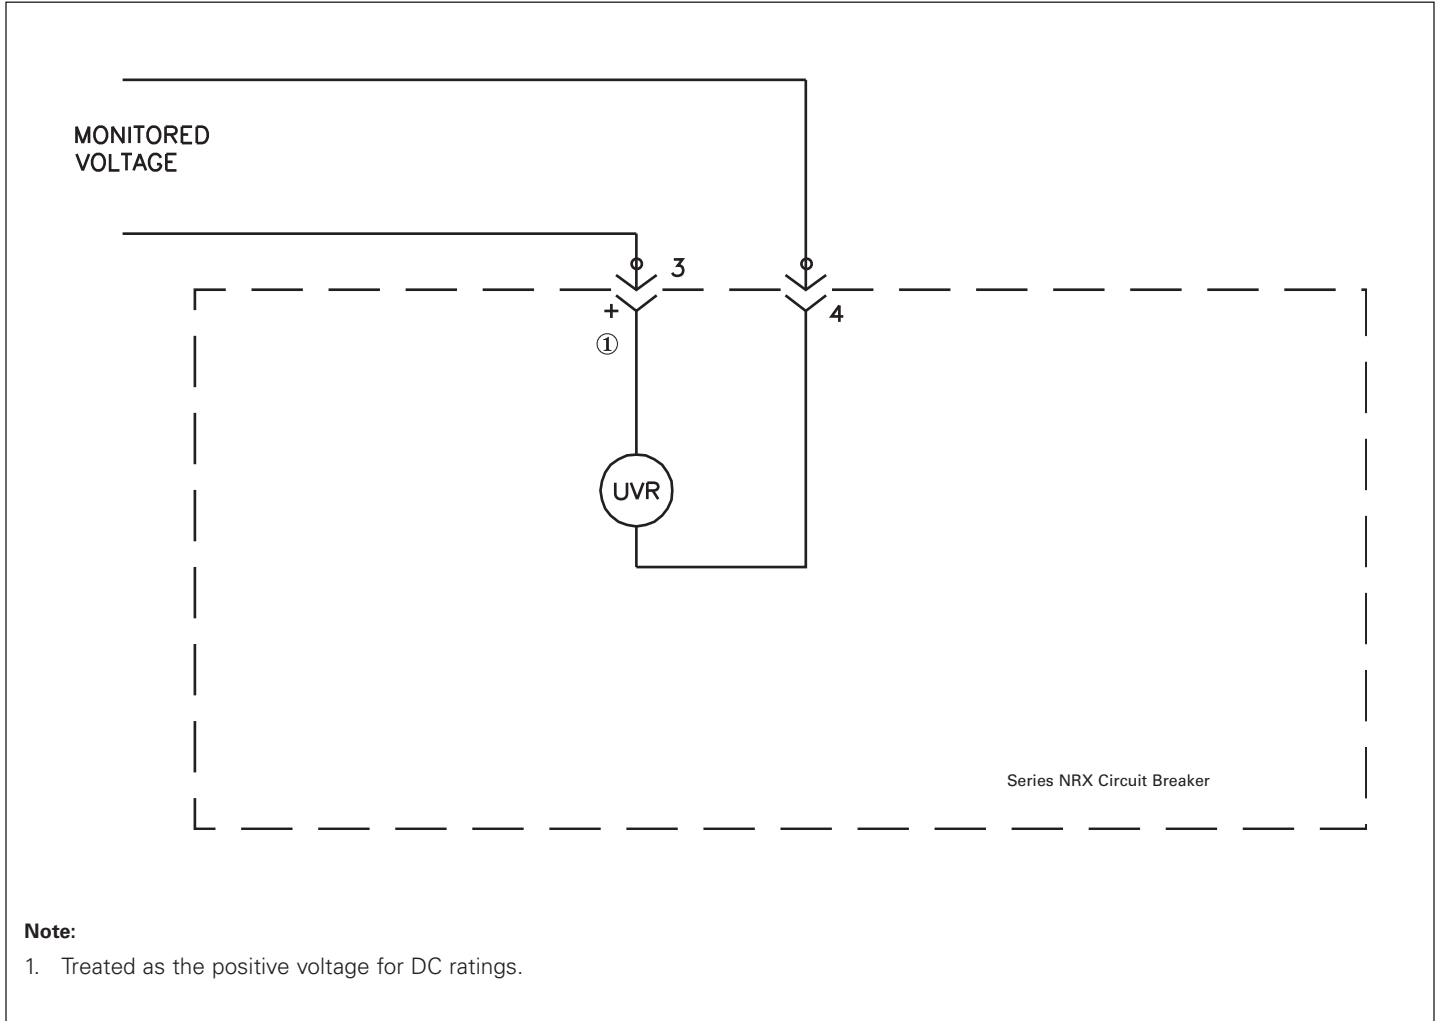 MONITORED
VOLTAGE
3
+
4
①
UVR
Series NRX Circuit Breaker
Note:
1. Treated as the positive voltage for DC ratings.